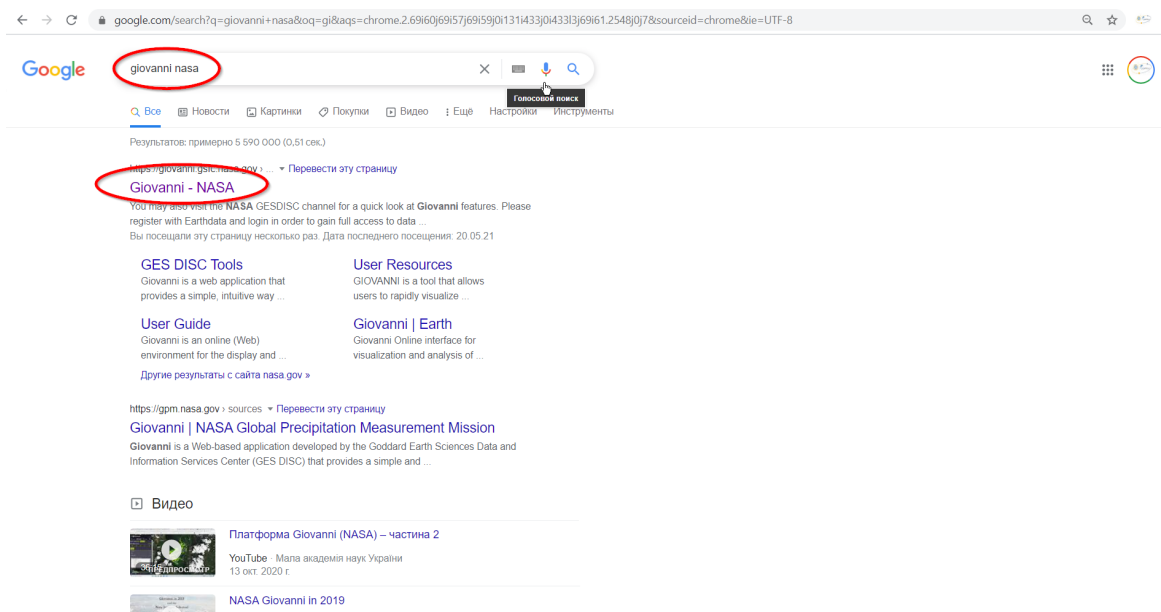 google.com/search?q=giovanni+nasa&oq=gi&aqs=chrome.2.69i60j69i57j69i59j0i131i433j0i433l3j69i61.2548j0j7&sourceid=chrome&ie=UTF-8
Google
giovanni nasa
Голосовой поиск
Все Новости Картинки Покупки Видео Ещё Настройки Инструменты
Результатов: примерно 5 590 000 (0,51 сек.)
https://giovanni.gsfc.nasa.gov › ... Перевести эту страницу
Giovanni - NASA
You may also visit the NASA GESDISC channel for a quick look at Giovanni features. Please
register with Earthdata and login in order to gain full access to data ...
Вы посещали эту страницу несколько раз. Дата последнего посещения: 20.05.21
GES DISC Tools
Giovanni is a web application that
provides a simple, intuitive way ...
User Resources
GIOVANNI is a tool that allows
users to rapidly visualize ...
User Guide
Giovanni is an online (Web)
environment for the display and ...
Giovanni | Earth
Giovanni Online interface for
visualization and analysis of ...
Другие результаты с сайта nasa.gov »
https://gpm.nasa.gov › sources Перевести эту страницу
Giovanni | NASA Global Precipitation Measurement Mission
Giovanni is a Web-based application developed by the Goddard Earth Sciences Data and
Information Services Center (GES DISC) that provides a simple and ...
Видео
Платформа Giovanni (NASA) – частина 2
YouTube · Мала академія наук України
13 окт. 2020 г.
ПРЕДПРОСМОТР
NASA Giovanni in 2019